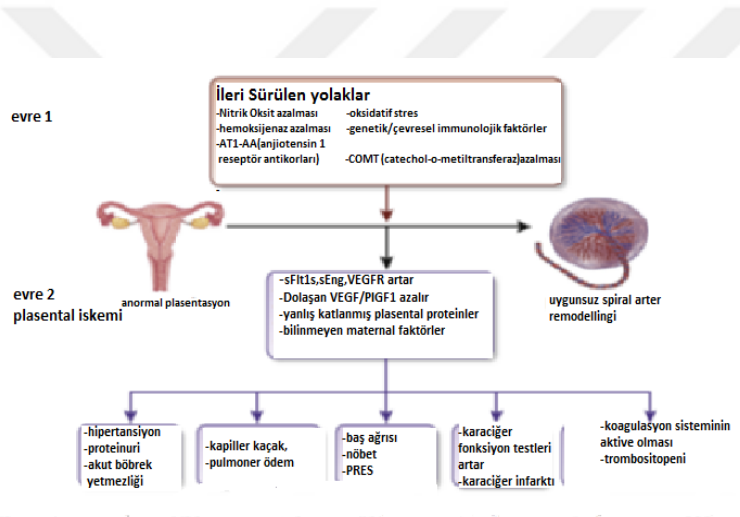 İleri Sürülen yolaklar
evre 1
-Nitrik Oksit azalması -oksidatif stres
-hemoksijenaz azalması -genetik/çevresel immunolojik faktörler
-AT1-AA(anjiotensin 1
reseptör antikorları) -COMT (catechol-o-metiltransferaz)azalması
-
evre 2
plasental iskemi
anormal plasentasyon
-sFlt1s,sEng,VEGFR artar
-Dolaşan VEGF/PIGF1 azalır
-yanlış katlanmış plasental proteinler
-bilinmeyen maternal faktörler
uygunsuz spiral arter
remodellingi
-hipertansiyon
-proteinuri
-akut böbrek
yetmezliği
-kapiller kaçak,
-pulmoner ödem
-baş ağrısı
-nöbet
-PRES
-karaciğer
fonksiyon testleri
artar
-karaciğer infarktı
-koagulasyon sisteminin
aktive olması
-trombositopeni